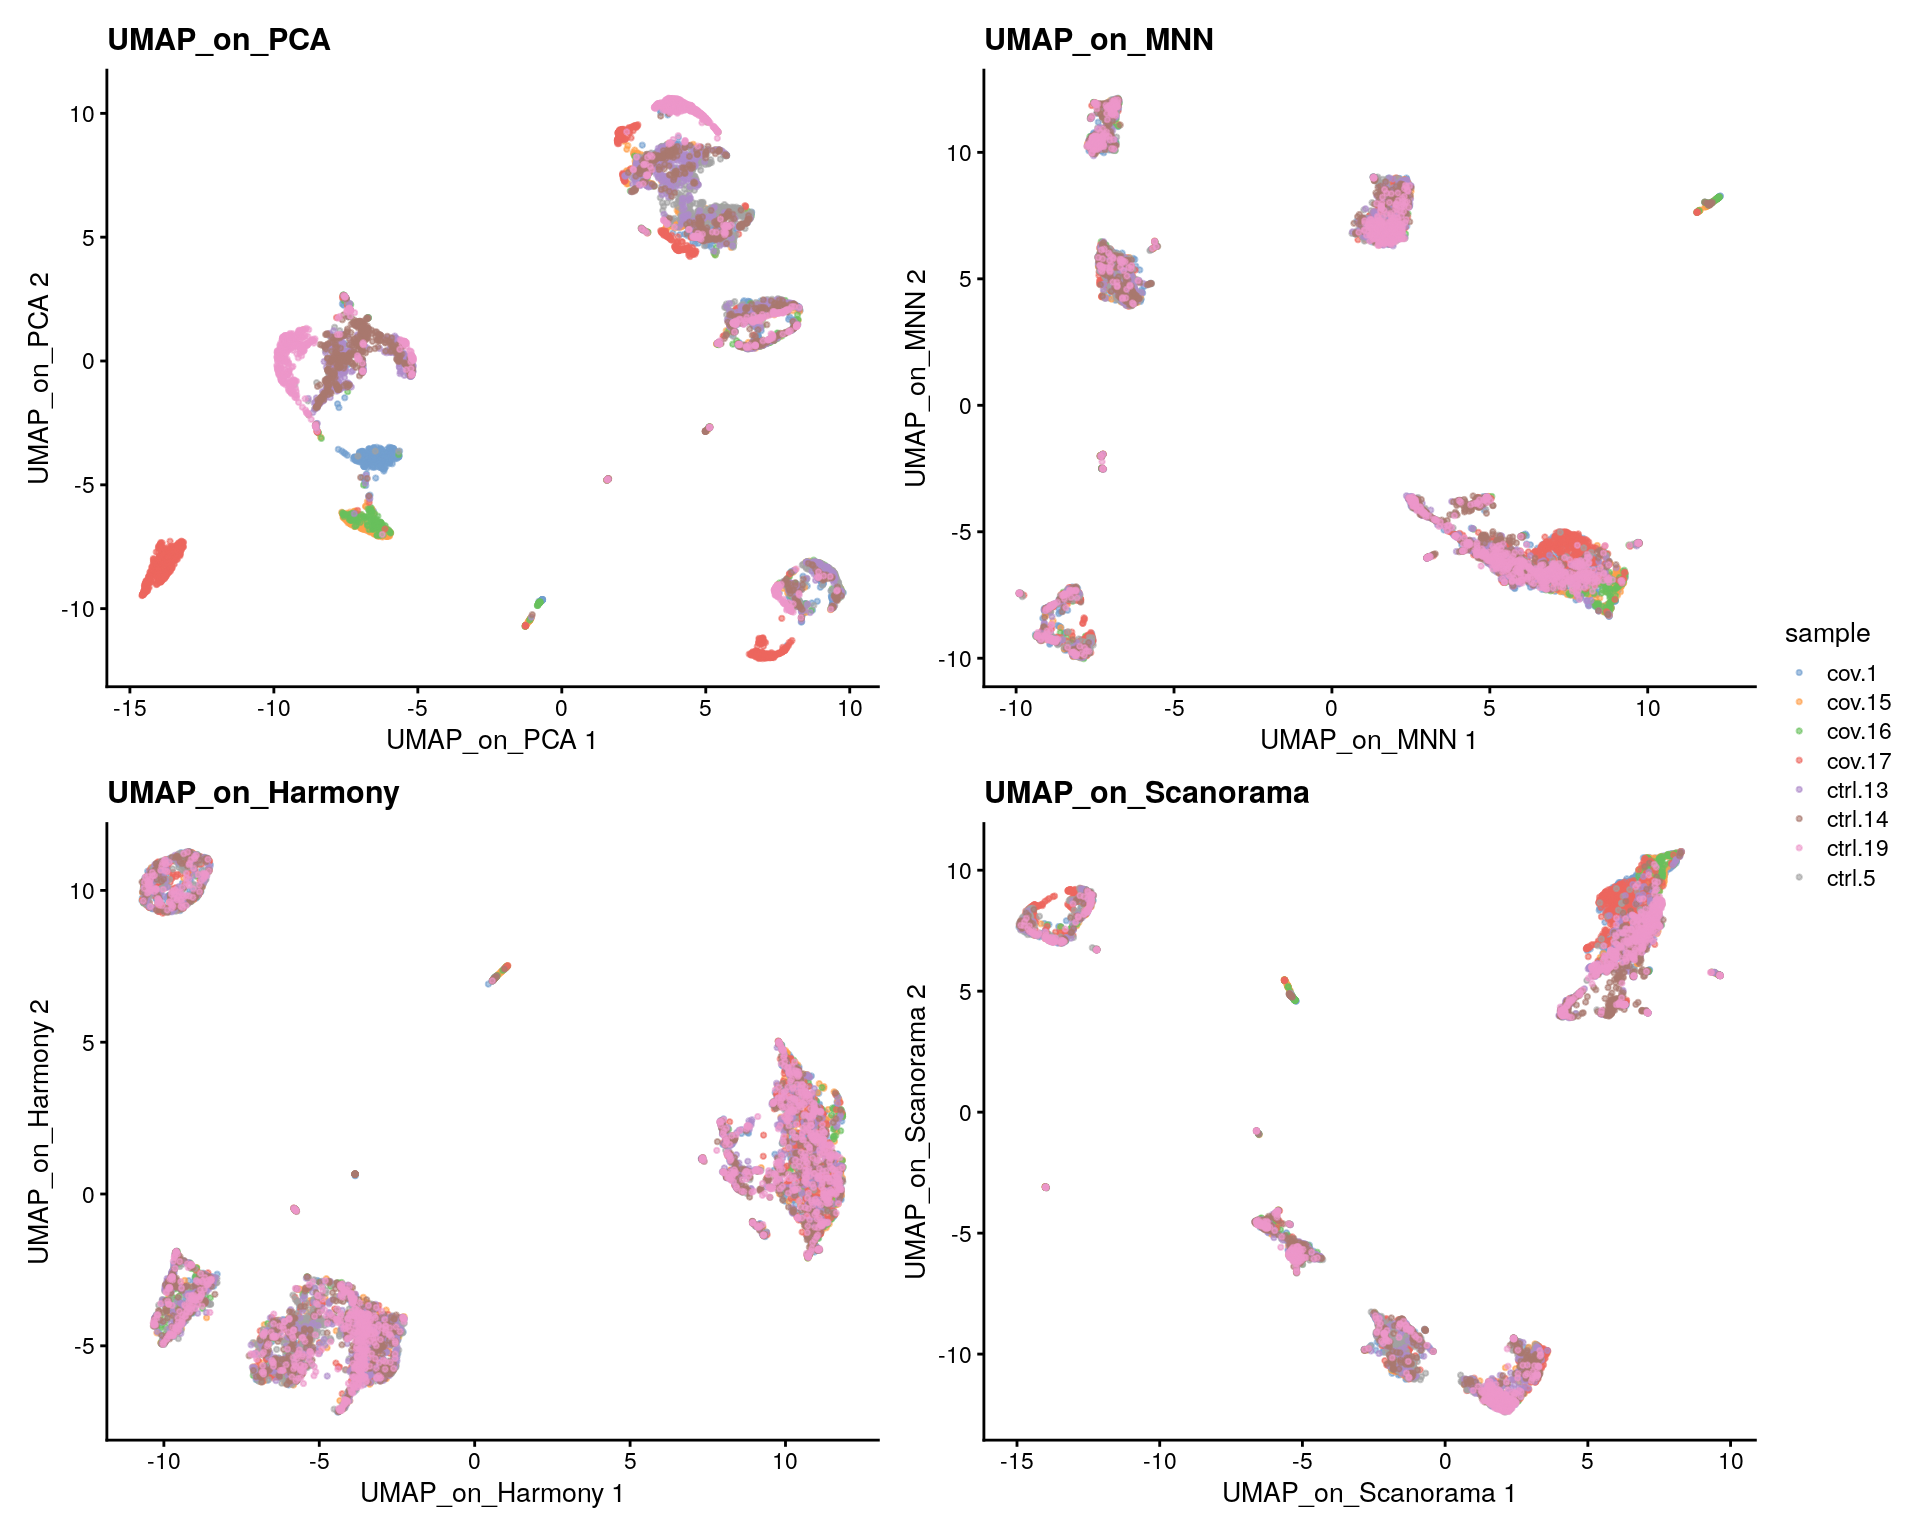 UMAP_on_PCA
10
5
0
-5
-10
-15
-10
-5
0
5
10
UMAP_on_PCA 1
UMAP_on_PCA 2
UMAP_on_MNN
10
5
0
-5
-10
-10
-5
0
5
10
UMAP_on_MNN 1
UMAP_on_MNN 2
UMAP_on_Harmony
10
5
0
-5
-10
-5
0
5
10
UMAP_on_Harmony 1
UMAP_on_Harmony 2
UMAP_on_Scanorama
10
5
0
-5
-10
-15
-10
-5
0
5
10
UMAP_on_Scanorama 1
UMAP_on_Scanorama 2
sample
cov.1
cov.15
cov.16
cov.17
ctrl.13
ctrl.14
ctrl.19
ctrl.5